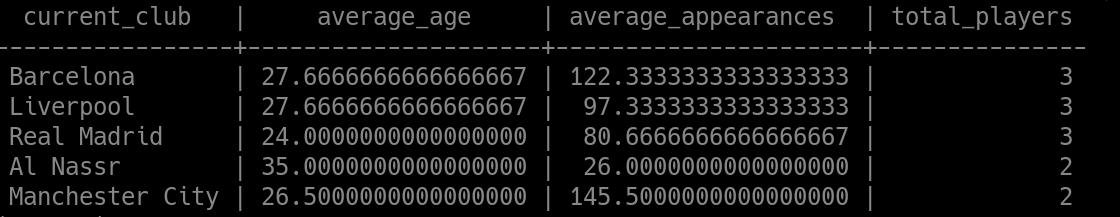 current_club | average_age | average_appearances | total_players
----------------+---------------------+----------------------+---------------
Barcelona | 27.6666666666666667 | 122.3333333333333333 | 3
Liverpool | 27.6666666666666667 | 97.3333333333333333 | 3
Real Madrid | 24.0000000000000000 | 80.6666666666666667 | 3
Al Nassr | 35.0000000000000000 | 26.0000000000000000 | 2
Manchester City | 26.5000000000000000 | 145.5000000000000000 | 2